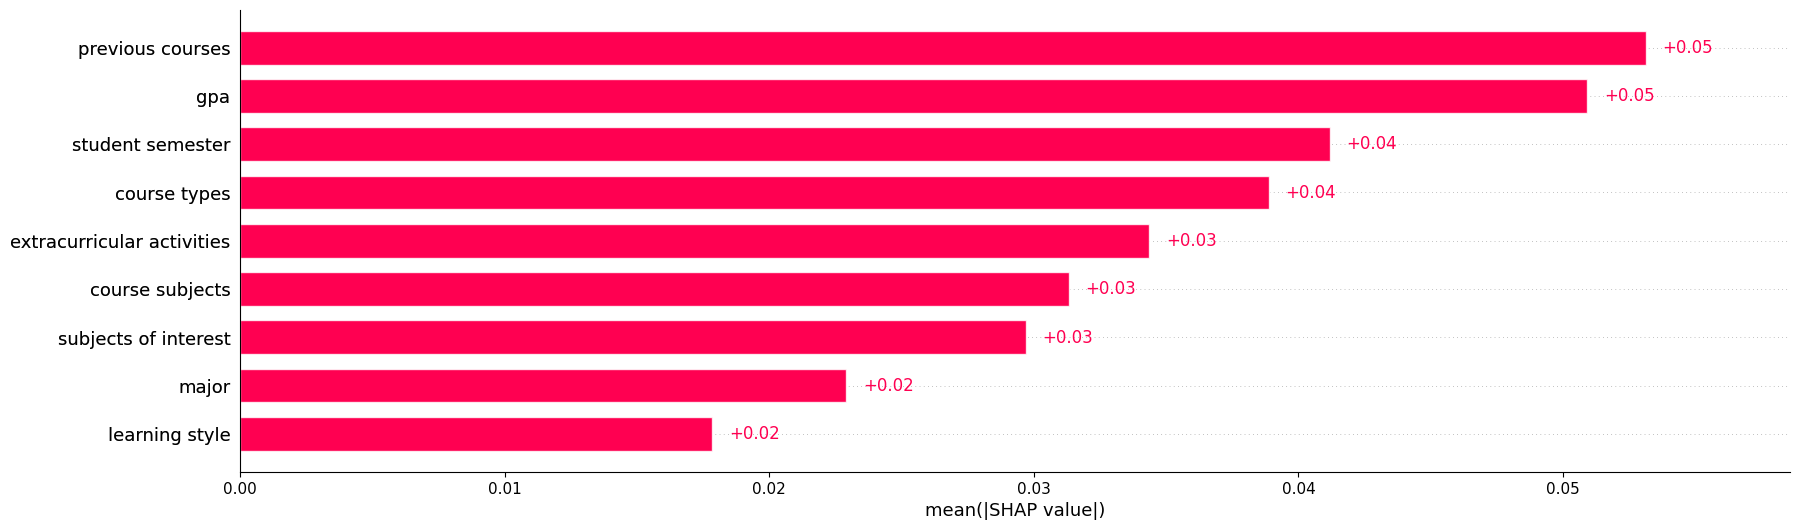 previous courses +0.05
gpa +0.05
student semester +0.04
course types +0.04
extracurricular activities +0.03
course subjects +0.03
subjects of interest +0.03
major +0.02
learning style +0.02
0.00 0.01 0.02 0.03 0.04 0.05
mean(|SHAP value|)